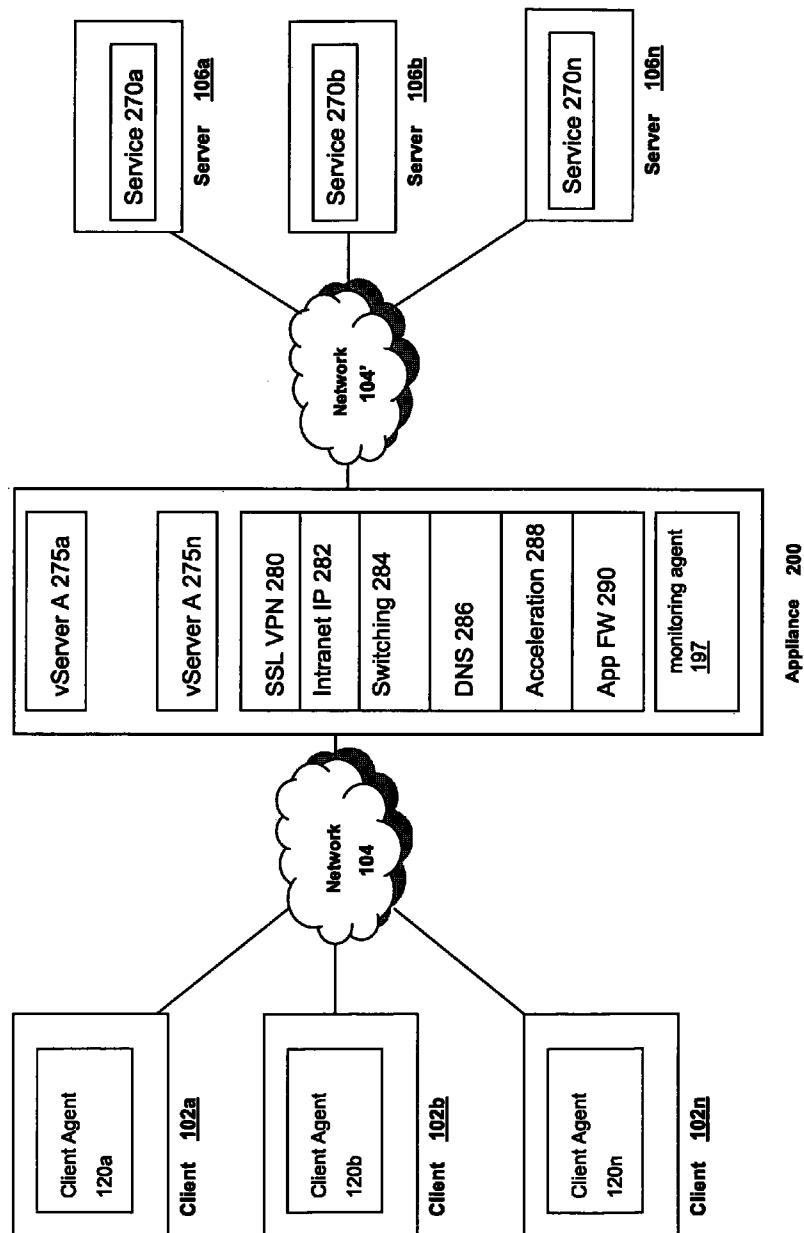 Client Agent
120a
Client 102a
Client Agent
120b
Client 102b
Client Agent
120n
Client 102n
Network
104
vServer A 275a
vServer A 275n
SSL VPN 280
Intranet IP 282
Switching 284
DNS 286
Acceleration 288
App FW 290
monitoring agent
197
Appliance 200
Network
104'
Service 270a
Server 106a
Service 270b
Server 106b
Service 270n
Server 106n